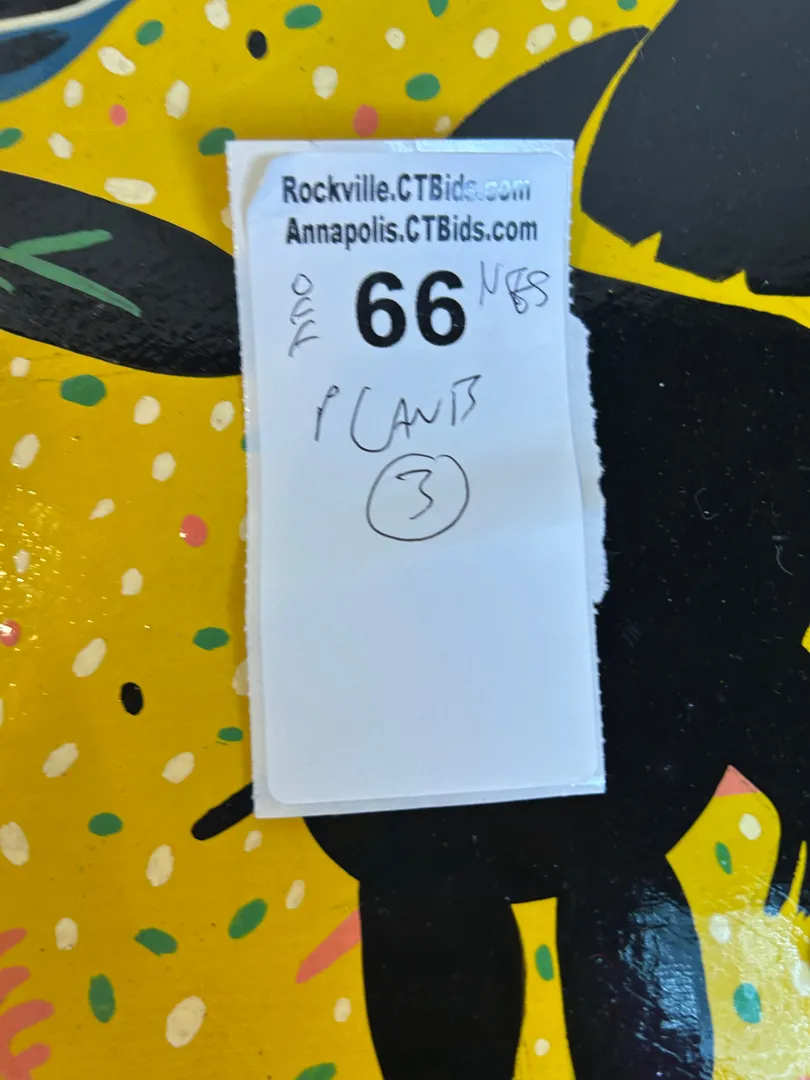 Rockville.CTBids.com
Annapolis.CTBids.com
66
PLANTS
3